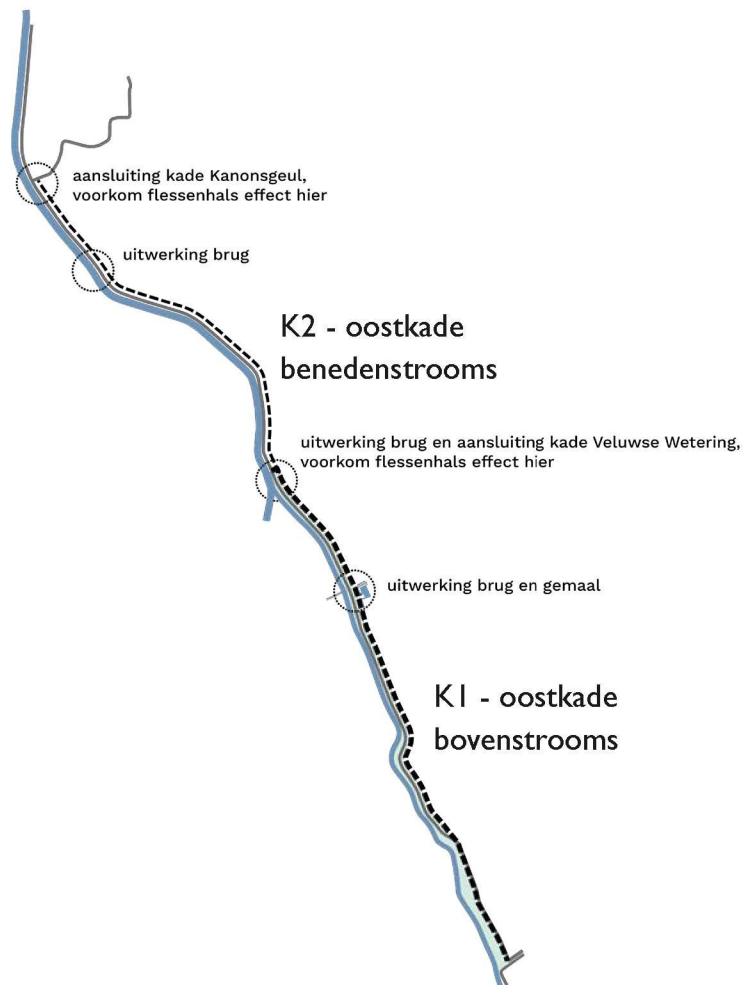 aansluiting kade Kanonsgeul,
voorkom flessenhals effect hier
uitwerking brug
K2 - oostkade
benedenstrooms
uitwerking brug en aansluiting kade Veluwse Wetering,
voorkom flessenhals effect hier
uitwerking brug en gemaal
K1 - oostkade
bovenstrooms